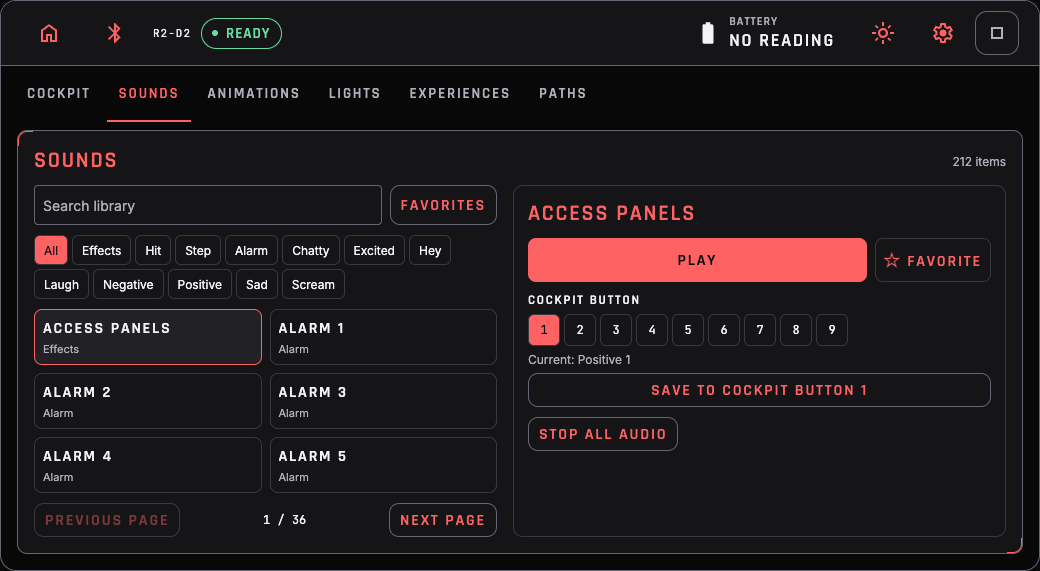 R2-D2
READY
BATTERY
NO READING
COCKPIT
SOUNDS
ANIMATIONS
LIGHTS
EXPERIENCES
PATHS
SOUNDS
212 items
Search library
FAVORITES
All
Effects
Hit
Step
Alarm
Chatty
Excited
Hey
Laugh
Negative
Positive
Sad
Scream
ACCESS PANELS
Effects
ALARM 1
Alarm
ALARM 2
Alarm
ALARM 3
Alarm
ALARM 4
Alarm
ALARM 5
Alarm
PREVIOUS PAGE
1 / 36
NEXT PAGE
ACCESS PANELS
PLAY
FAVORITE
COCKPIT BUTTON
1
2
3
4
5
6
7
8
9
Current: Positive 1
SAVE TO COCKPIT BUTTON 1
STOP ALL AUDIO